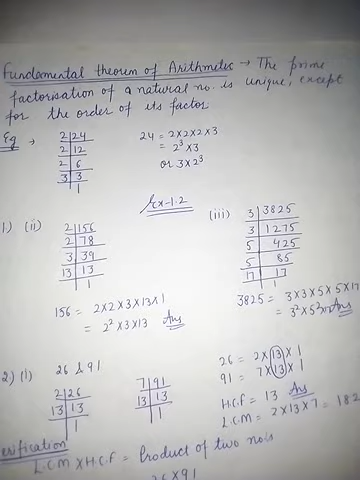 Fundamental theorem of Arithmetic → The prime
factorisation of a natural no. is unique, except
for the order of its factor
Eg →
2 | 24
2 | 12
2 | 6
3 | 3
1
24 = 2×2×2×3
= 2³×3
or 3×2³
Ex-1.2
1) (ii)
2 | 156
2 | 78
3 | 39
13 | 13
1
156 = 2×2×3×13×1
= 2²×3×13 Ans
(iii)
3 | 3825
3 | 1275
5 | 425
5 | 85
17 | 17
1
3825 = 3×3×5×5×17
= 3²×5²×17 Ans
2) (i) 26 & 91
2 | 26
13 | 13
1
7 | 91
13 | 13
1
26 = 2×13×1
91 = 7×13×1
H.C.F = 13 Ans
L.C.M = 2×13×7 = 182
erification
L.C.M × H.C.F = Product of two nos
26×91